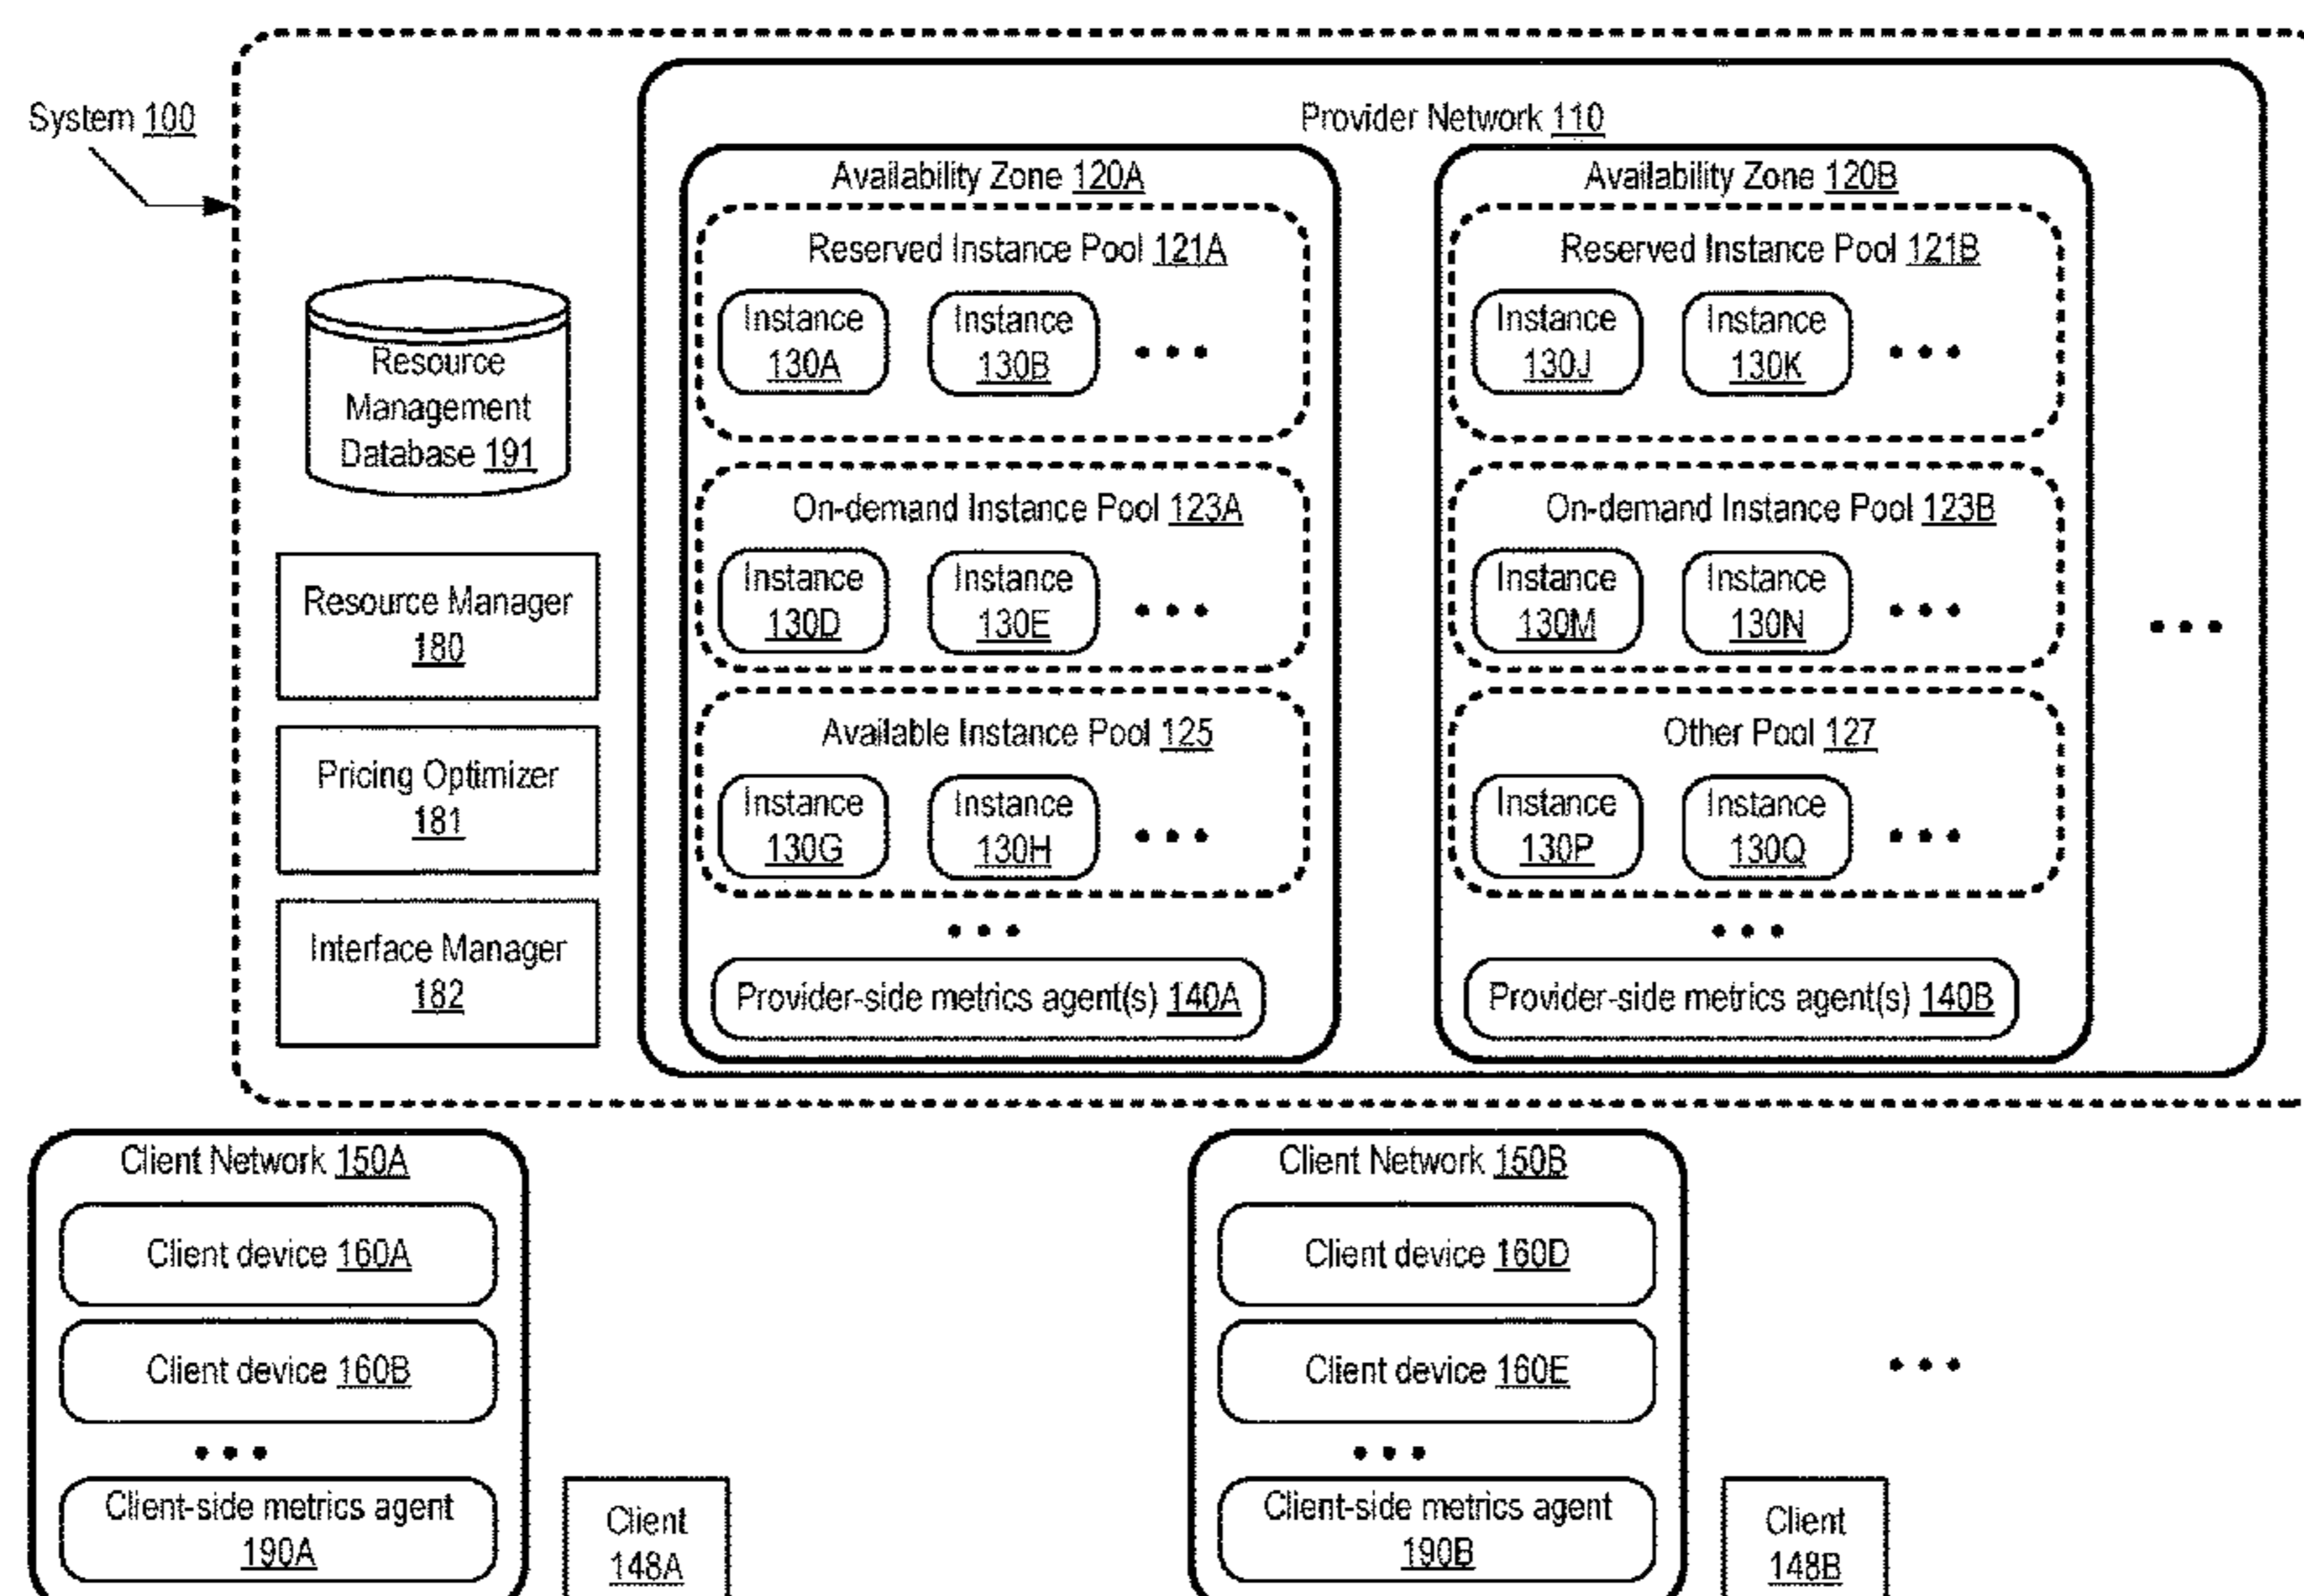 System 100
Provider Network 110
Availability Zone 120A
Reserved Instance Pool 121A
Instance
130A
Instance
130B
On-demand Instance Pool 123A
Instance
130D
Instance
130E
Available Instance Pool 125
Instance
130G
Instance
130H
Provider-side metrics agent(s) 140A
Availability Zone 120B
Reserved Instance Pool 121B
Instance
130J
Instance
130K
On-demand Instance Pool 123B
Instance
130M
Instance
130N
Other Pool 127
Instance
130P
Instance
130Q
Provider-side metrics agent(s) 140B
Resource
Management
Database 191
Resource Manager
180
Pricing Optimizer
181
Interface Manager
182
Client Network 150A
Client device 160A
Client device 160B
Client-side metrics agent
190A
Client
148A
Client Network 150B
Client device 160D
Client device 160E
Client-side metrics agent
190B
Client
148B